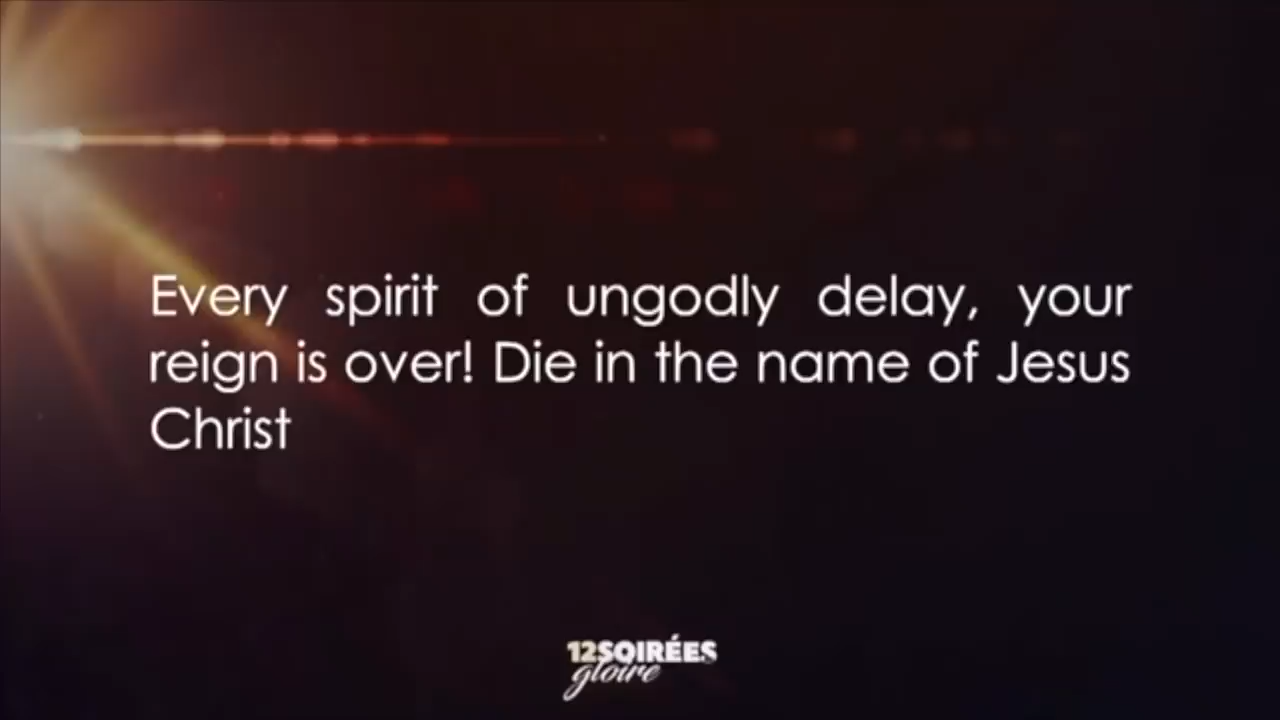 Every spirit of ungodly delay, your
reign is over! Die in the name of Jesus
Christ
12SOIRÉES
gloire